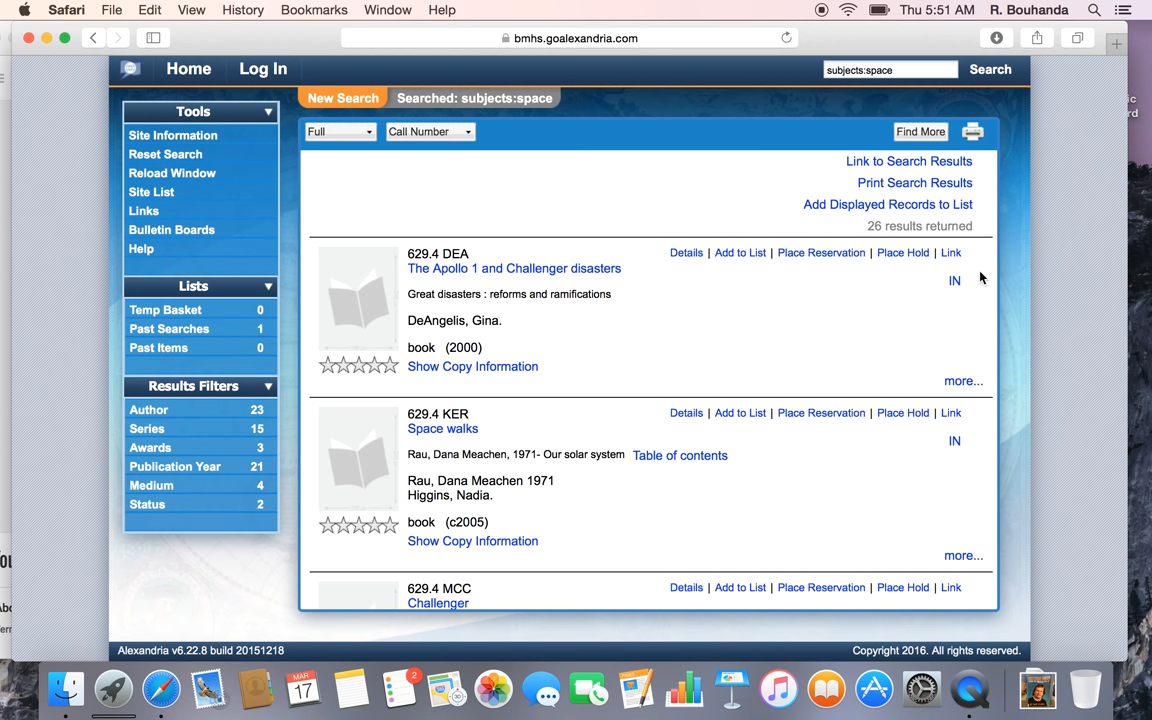 Safari File Edit View History Bookmarks Window Help Thu 5:51 AM R. Bouhanda
bmhs.goalexandria.com
Home Log In subjects:space Search
New Search Searched: subjects:space
Full Call Number Find More
Tools
Site Information
Reset Search
Reload Window
Site List
Links
Bulletin Boards
Help
Lists
Temp Basket 0
Past Searches 1
Past Items 0
Results Filters
Author 23
Series 15
Awards 3
Publication Year 21
Medium 4
Status 2
Link to Search Results
Print Search Results
Add Displayed Records to List
26 results returned
629.4 DEA Details | Add to List | Place Reservation | Place Hold | Link
The Apollo 1 and Challenger disasters
IN
Great disasters : reforms and ramifications
DeAngelis, Gina.
book (2000)
Show Copy Information
more...
629.4 KER Details | Add to List | Place Reservation | Place Hold | Link
Space walks
IN
Rau, Dana Meachen, 1971- Our solar system Table of contents
Rau, Dana Meachen 1971
Higgins, Nadia.
book (c2005)
Show Copy Information
more...
629.4 MCC Details | Add to List | Place Reservation | Place Hold | Link
Challenger
Alexandria v6.22.8 build 20151218 Copyright 2016. All rights reserved.
MAR
17
2